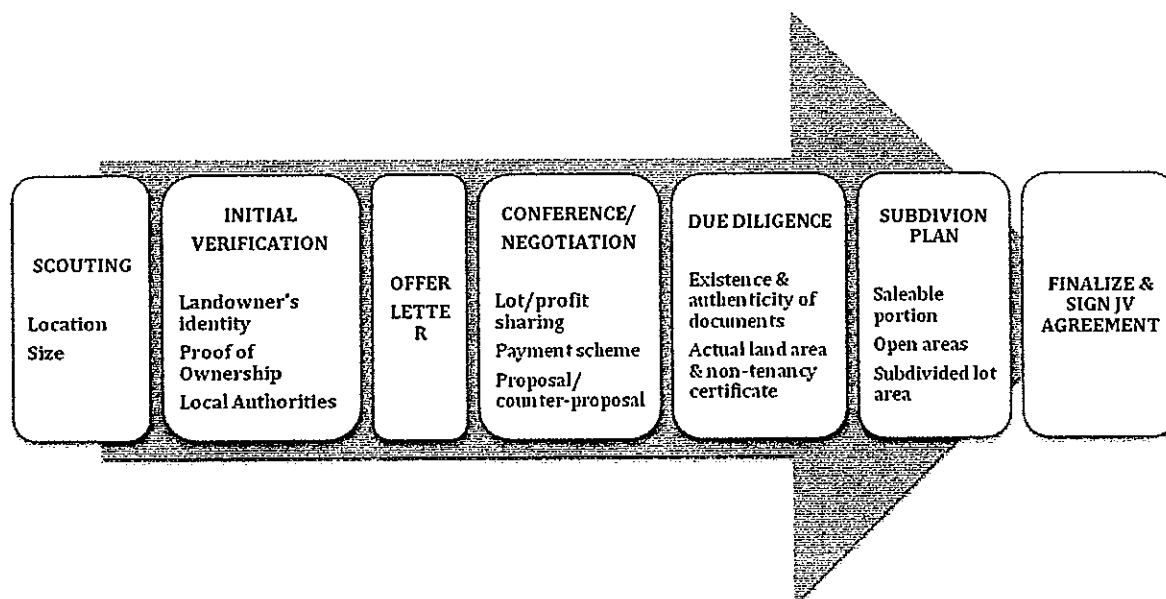 SCOUTING
Location
Size
INITIAL
VERIFICATION
Landowner's
identity
Proof of
Ownership
Local Authorities
OFFER
LETTE
R
CONFERENCE/
NEGOTIATION
Lot/profit
sharing
Payment scheme
Proposal/
counter-proposal
DUE DILIGENCE
Existence &
authenticity of
documents
Actual land area
& non-tenancy
certificate
SUBDIVION
PLAN
Saleable
portion
Open areas
Subdivided lot
area
FINALIZE &
SIGN JV
AGREEMENT